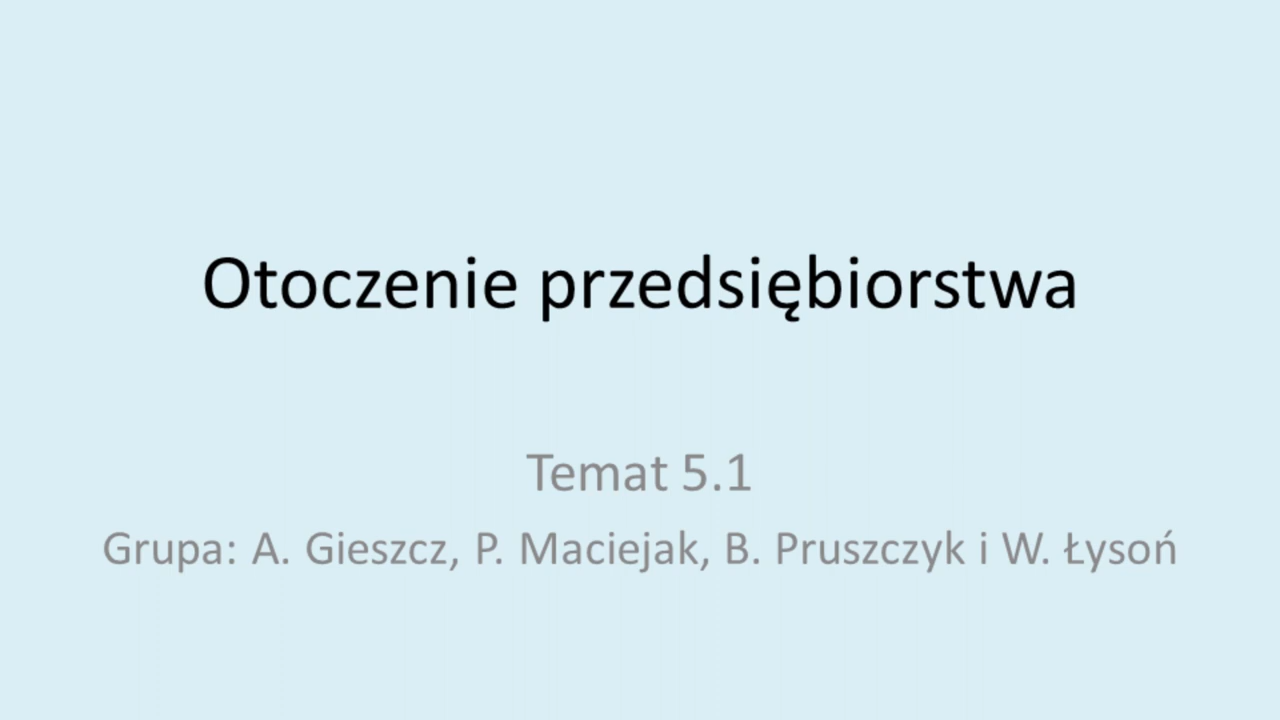 Otoczenie przedsiębiorstwa
Temat 5.1
Grupa: A. Gieszcz, P. Maciejak, B. Pruszczyk i W. Łysoń